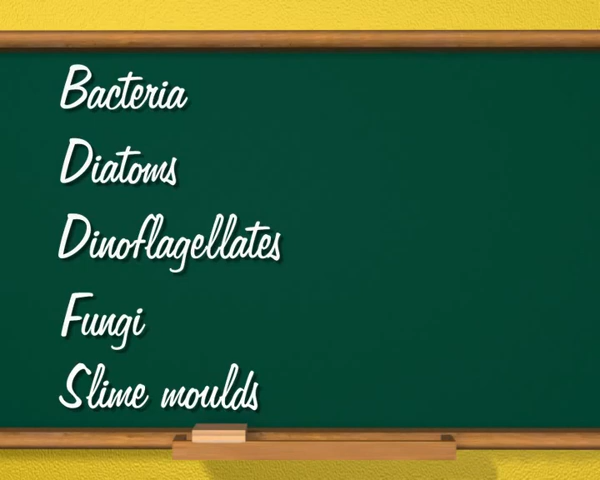 Bacteria
Diatoms
Dinoflagellates
Fungi
Slime moulds